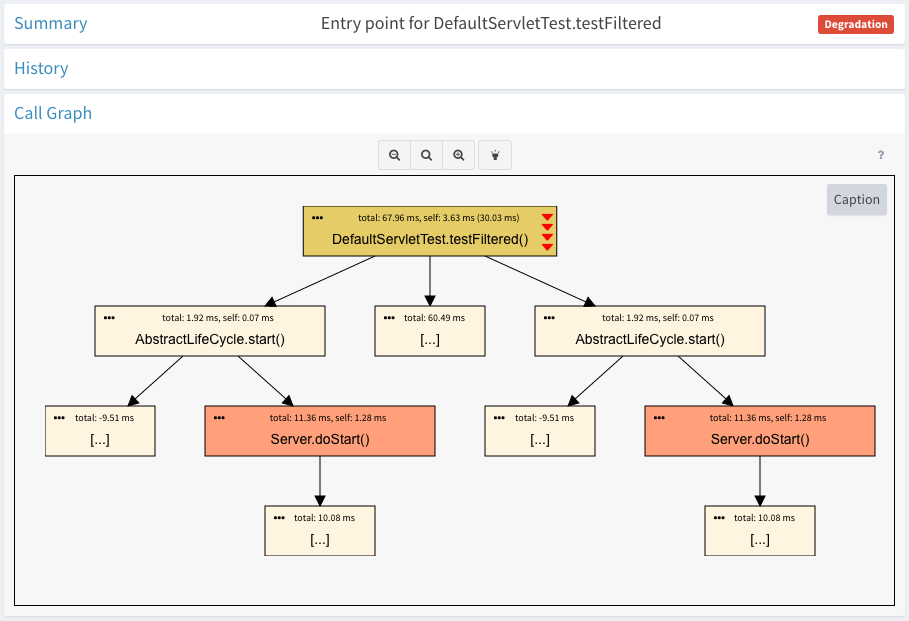 Summary
Entry point for DefaultServletTest.testFiltered
Degradation
History
Call Graph
?
Caption
••• total: 67.96 ms, self: 3.63 ms (30.03 ms)
DefaultServletTest.testFiltered()
••• total: 1.92 ms, self: 0.07 ms
AbstractLifeCycle.start()
••• total: 60.49 ms
[...]
••• total: 1.92 ms, self: 0.07 ms
AbstractLifeCycle.start()
••• total: -9.51 ms
[...]
••• total: 11.36 ms, self: 1.28 ms
Server.doStart()
••• total: -9.51 ms
[...]
••• total: 11.36 ms, self: 1.28 ms
Server.doStart()
••• total: 10.08 ms
[...]
••• total: 10.08 ms
[...]